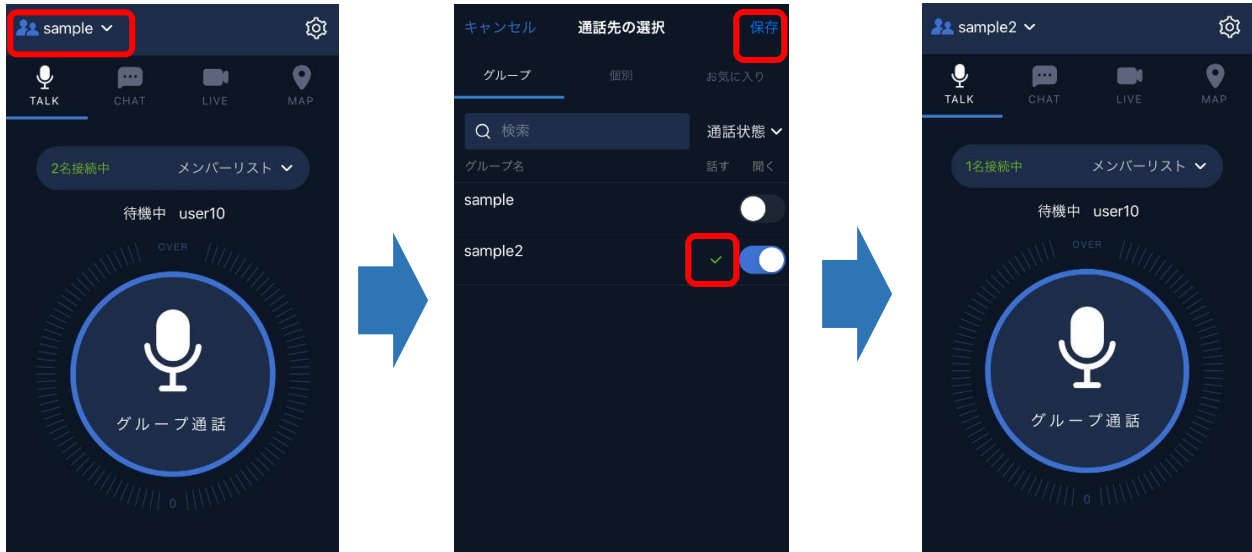 sample
TALK CHAT LIVE MAP
2名接続中 メンバーリスト
待機中 user10
OVER
グループ通話
0
キャンセル 通話先の選択 保存
グループ 個別 お気に入り
検索 通話状態
グループ名 話す 聞く
sample
sample2
sample2
TALK CHAT LIVE MAP
1名接続中 メンバーリスト
待機中 user10
OVER
グループ通話
0